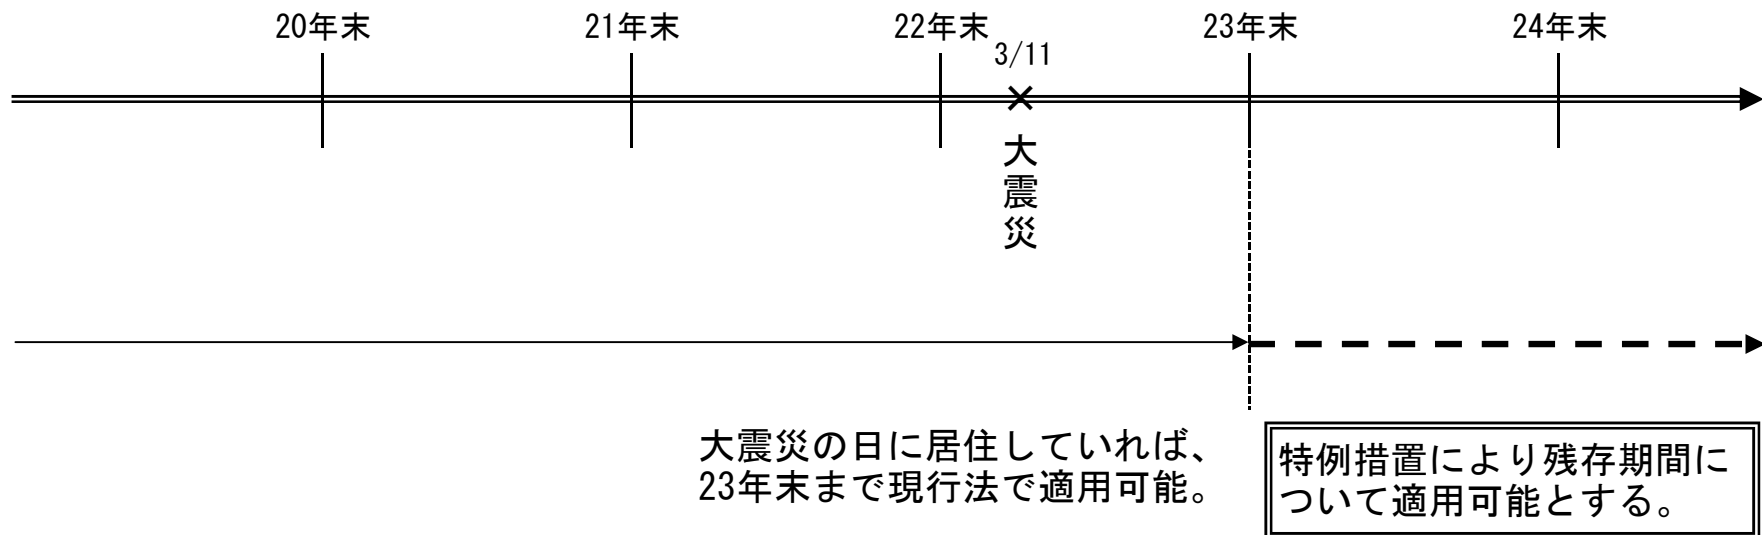 20年末
21年末
22年末
3/11
23年末
24年末
大震災
大震災の日に居住していれば、
23年末まで現行法で適用可能。
特例措置により残存期間に
ついて適用可能とする。